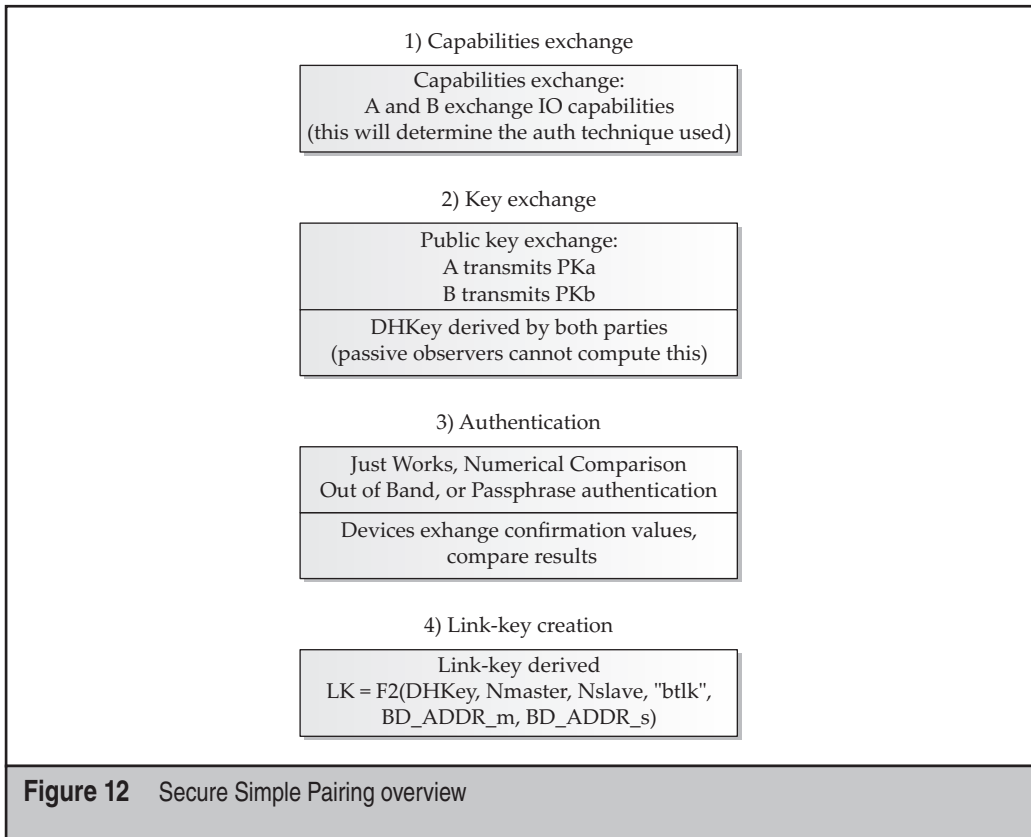 1) Capabilities exchange
Capabilities exchange:
A and B exchange IO capabilities
(this will determine the auth technique used)
2) Key exchange
Public key exchange:
A transmits PKa
B transmits PKb
DHKey derived by both parties
(passive observers cannot compute this)
3) Authentication
Just Works, Numerical Comparison
Out of Band, or Passphrase authentication
Devices exhange confirmation values,
compare results
4) Link-key creation
Link-key derived
LK = F2(DHKey, Nmaster, Nslave, "btlk",
BD_ADDR_m, BD_ADDR_s)
Figure 12 Secure Simple Pairing overview